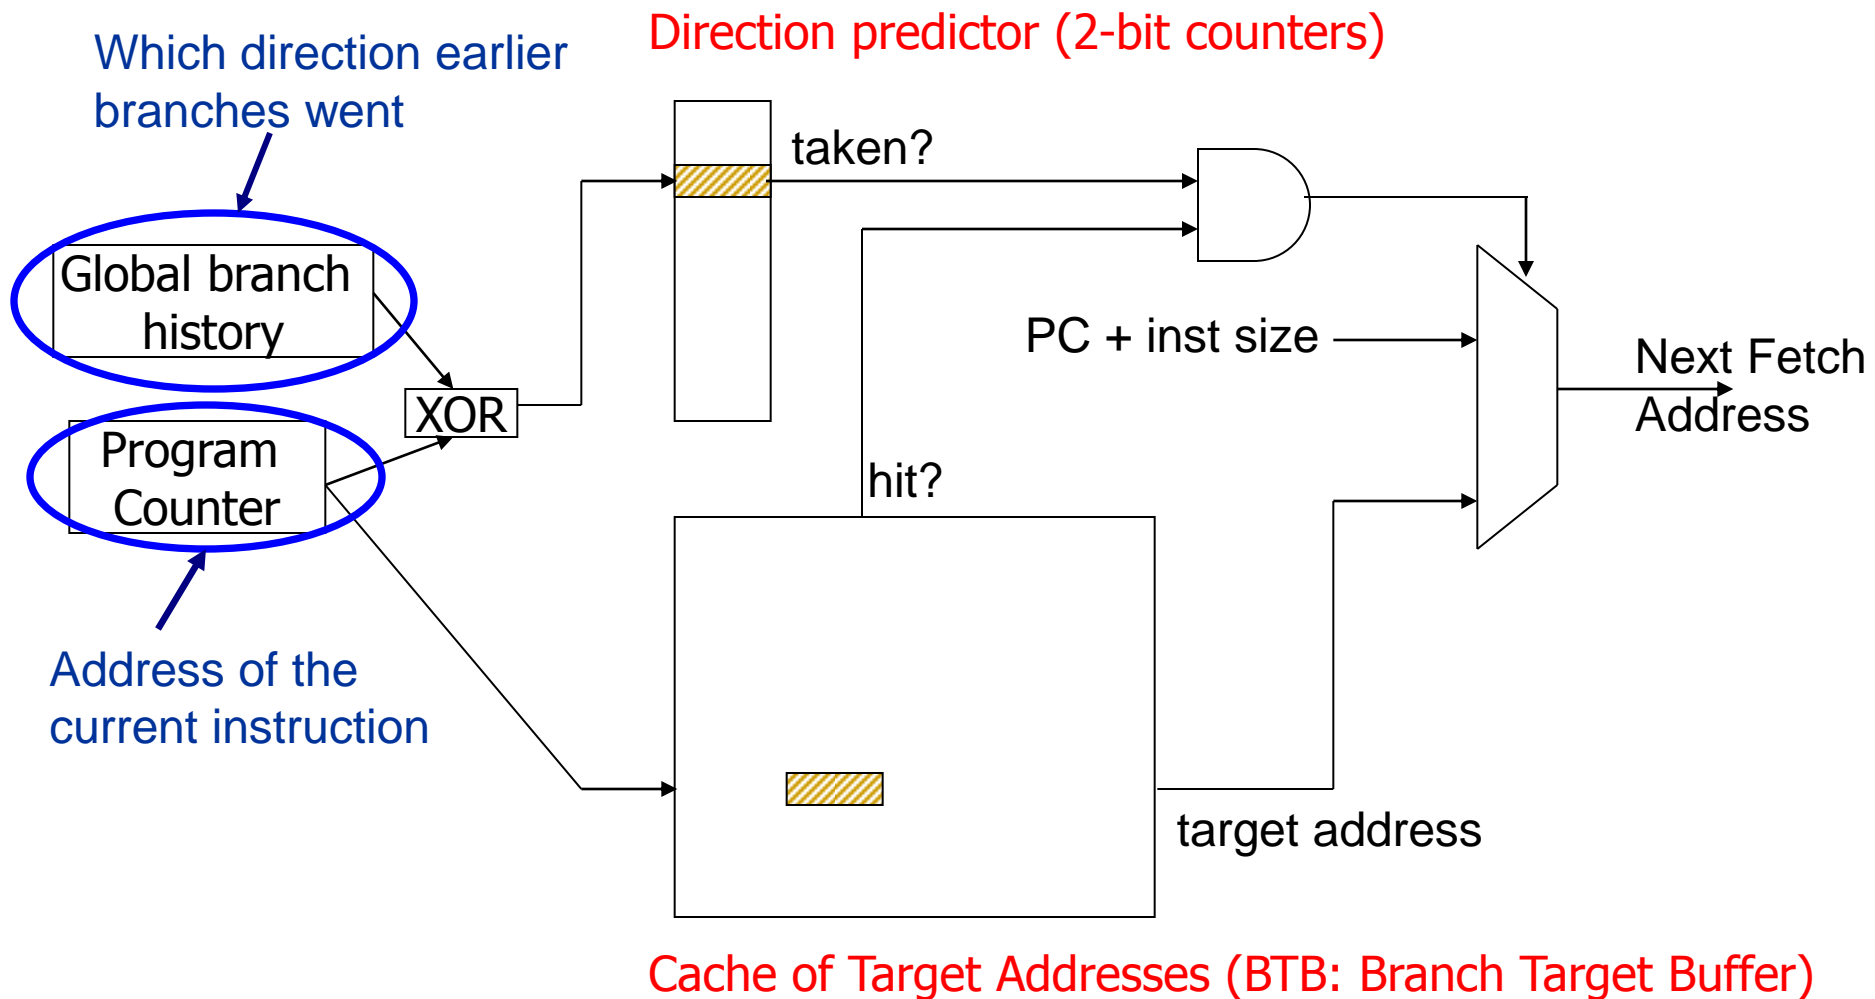 Direction predictor (2-bit counters)
Which direction earlier
branches went
taken?
Global branch
history
PC + inst size
Next Fetch
Address
XOR
Program
Counter
hit?
Address of the
current instruction
target address
Cache of Target Addresses (BTB: Branch Target Buffer)